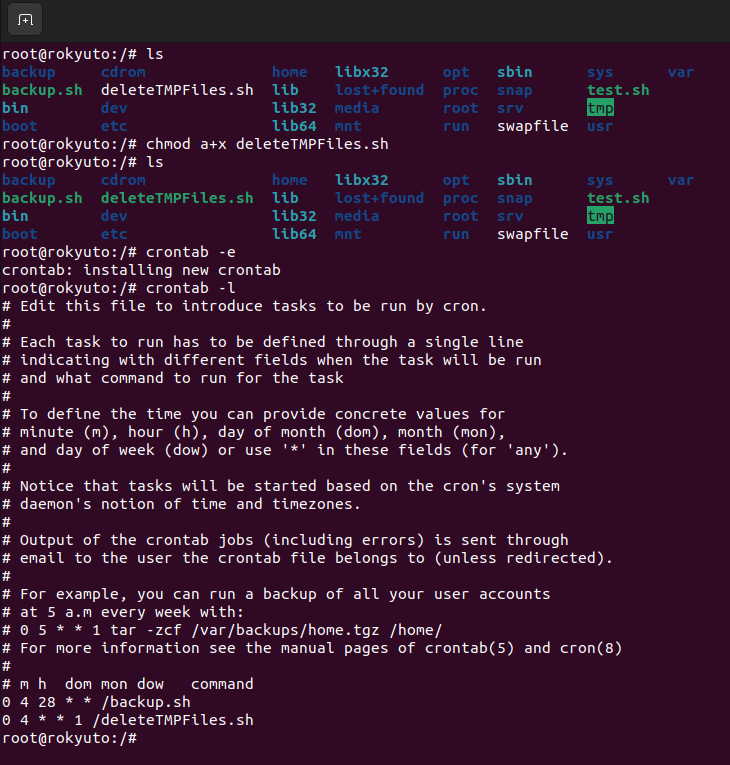 root@rokyuto:/# ls
backup     cdrom              home   libx32      opt   sbin      sys      var
backup.sh  deleteTMPFiles.sh  lib    lost+found  proc  snap      test.sh
bin        dev                lib32  media       root  srv       tmp
boot       etc                lib64  mnt         run   swapfile  usr
root@rokyuto:/# chmod a+x deleteTMPFiles.sh
root@rokyuto:/# ls
backup     cdrom              home   libx32      opt   sbin      sys      var
backup.sh  deleteTMPFiles.sh  lib    lost+found  proc  snap      test.sh
bin        dev                lib32  media       root  srv       tmp
boot       etc                lib64  mnt         run   swapfile  usr
root@rokyuto:/# crontab -e
crontab: installing new crontab
root@rokyuto:/# crontab -l
# Edit this file to introduce tasks to be run by cron.
#
# Each task to run has to be defined through a single line
# indicating with different fields when the task will be run
# and what command to run for the task
#
# To define the time you can provide concrete values for
# minute (m), hour (h), day of month (dom), month (mon),
# and day of week (dow) or use '*' in these fields (for 'any').
#
# Notice that tasks will be started based on the cron's system
# daemon's notion of time and timezones.
#
# Output of the crontab jobs (including errors) is sent through
# email to the user the crontab file belongs to (unless redirected).
#
# For example, you can run a backup of all your user accounts
# at 5 a.m every week with:
# 0 5 * * 1 tar -zcf /var/backups/home.tgz /home/
# For more information see the manual pages of crontab(5) and cron(8)
#
# m h  dom mon dow   command
0 4 28 * * /backup.sh
0 4 * * 1 /deleteTMPFiles.sh
root@rokyuto:/#